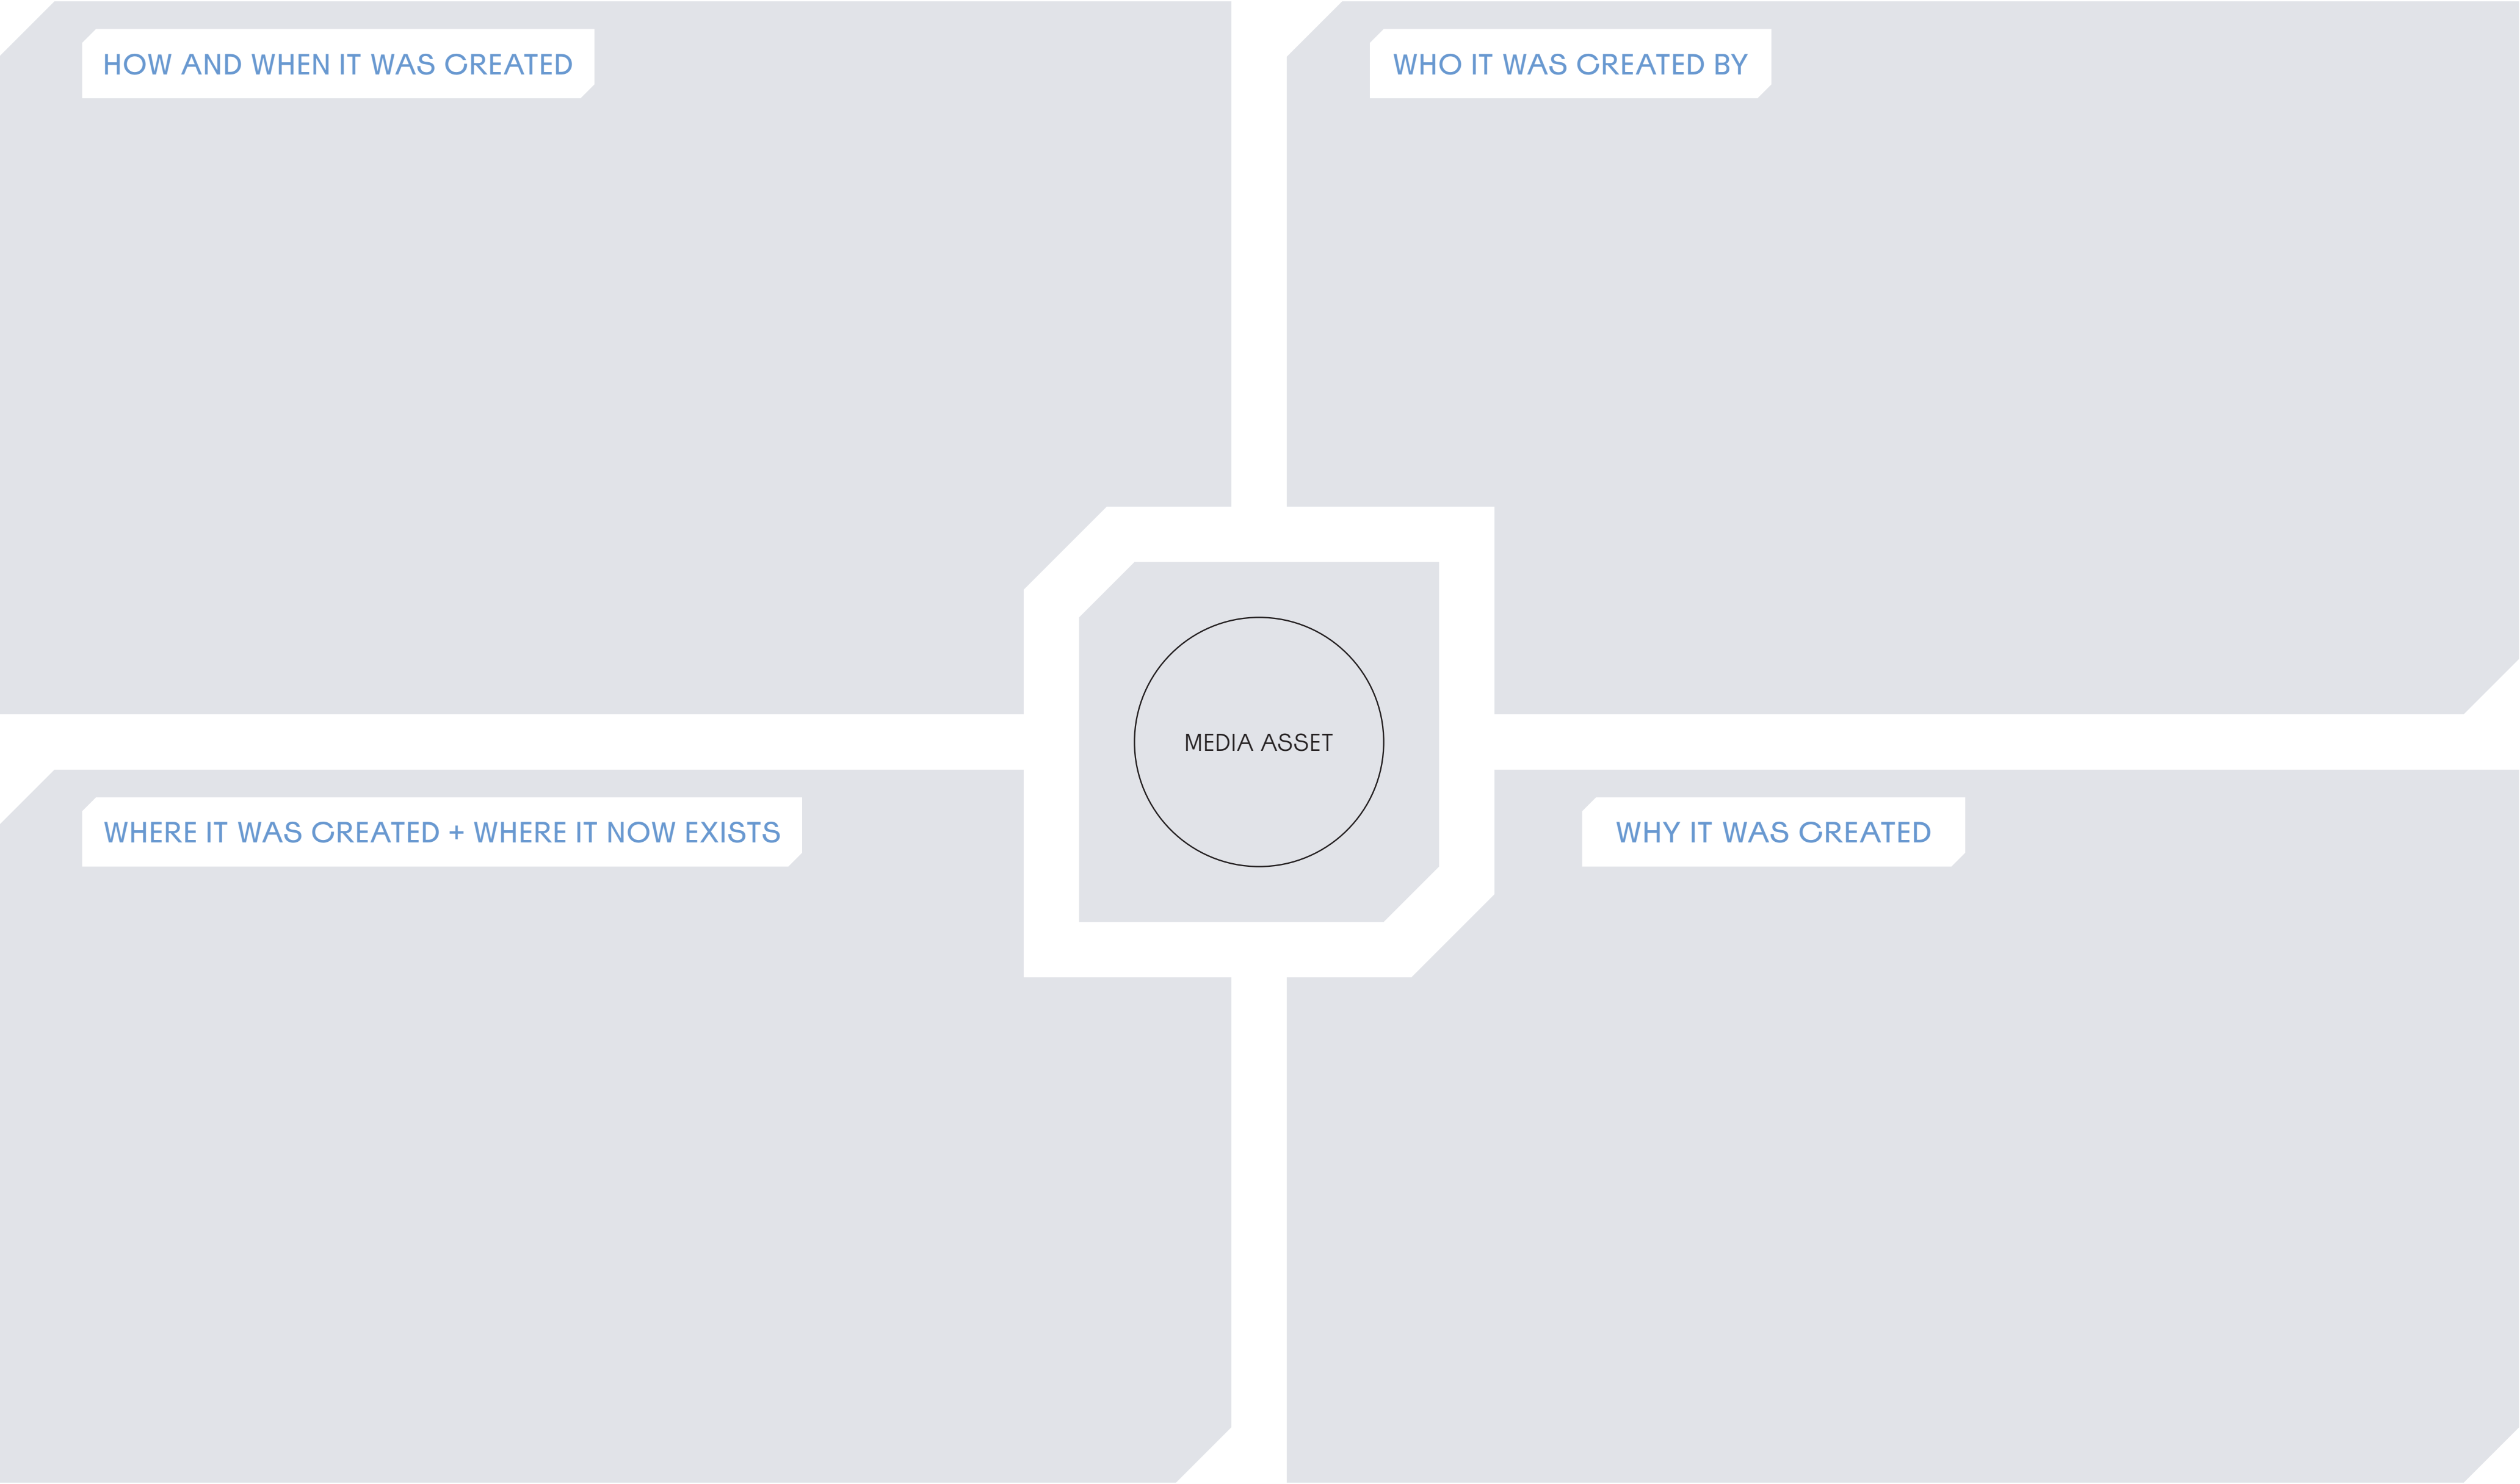 HOW AND WHEN IT WAS CREATED
WHO IT WAS CREATED BY
MEDIA ASSET
WHERE IT WAS CREATED + WHERE IT NOW EXISTS
WHY IT WAS CREATED